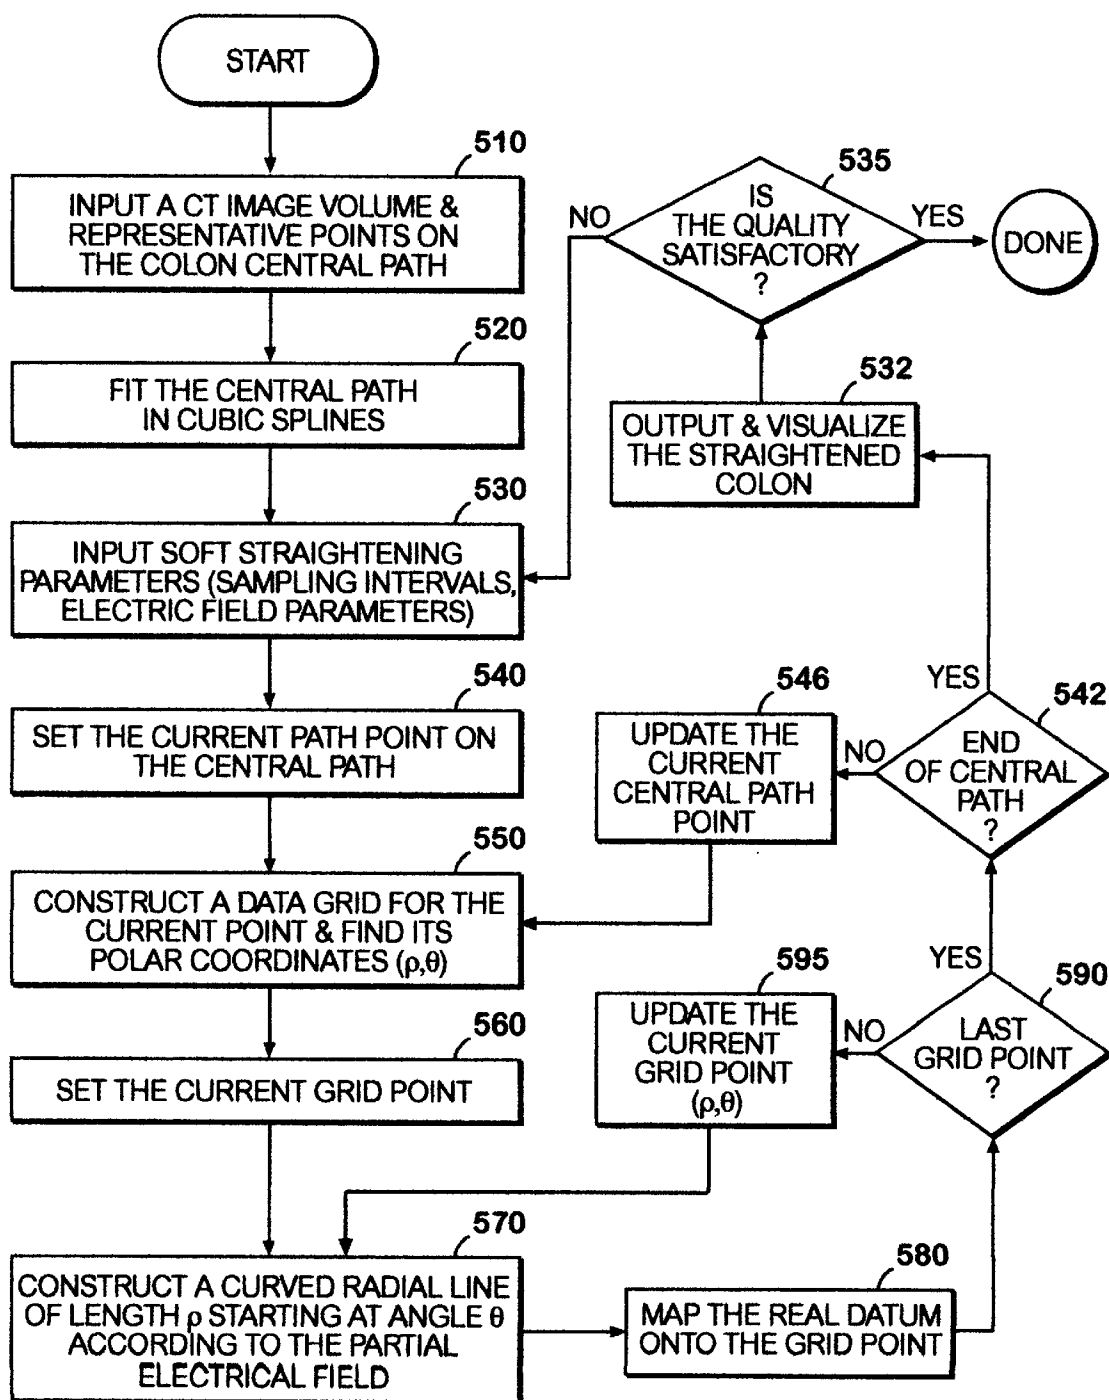 START
510
INPUT A CT IMAGE VOLUME &
REPRESENTATIVE POINTS ON
THE COLON CENTRAL PATH
520
FIT THE CENTRAL PATH
IN CUBIC SPLINES
530
INPUT SOFT STRAIGHTENING
PARAMETERS (SAMPLING INTERVALS,
ELECTRIC FIELD PARAMETERS)
540
SET THE CURRENT PATH POINT ON
THE CENTRAL PATH
550
CONSTRUCT A DATA GRID FOR THE
CURRENT POINT & FIND ITS
POLAR COORDINATES (ρ,θ)
560
SET THE CURRENT GRID POINT
570
CONSTRUCT A CURVED RADIAL LINE
OF LENGTH ρ STARTING AT ANGLE θ
ACCORDING TO THE PARTIAL
ELECTRICAL FIELD
580
MAP THE REAL DATUM
ONTO THE GRID POINT
590
LAST
GRID POINT
?
NO
YES
595
UPDATE THE
CURRENT
GRID POINT
(ρ,θ)
542
END
OF CENTRAL
PATH
?
NO
YES
546
UPDATE THE
CURRENT
CENTRAL PATH
POINT
532
OUTPUT & VISUALIZE
THE STRAIGHTENED
COLON
535
IS
THE QUALITY
SATISFACTORY
?
NO
YES
DONE